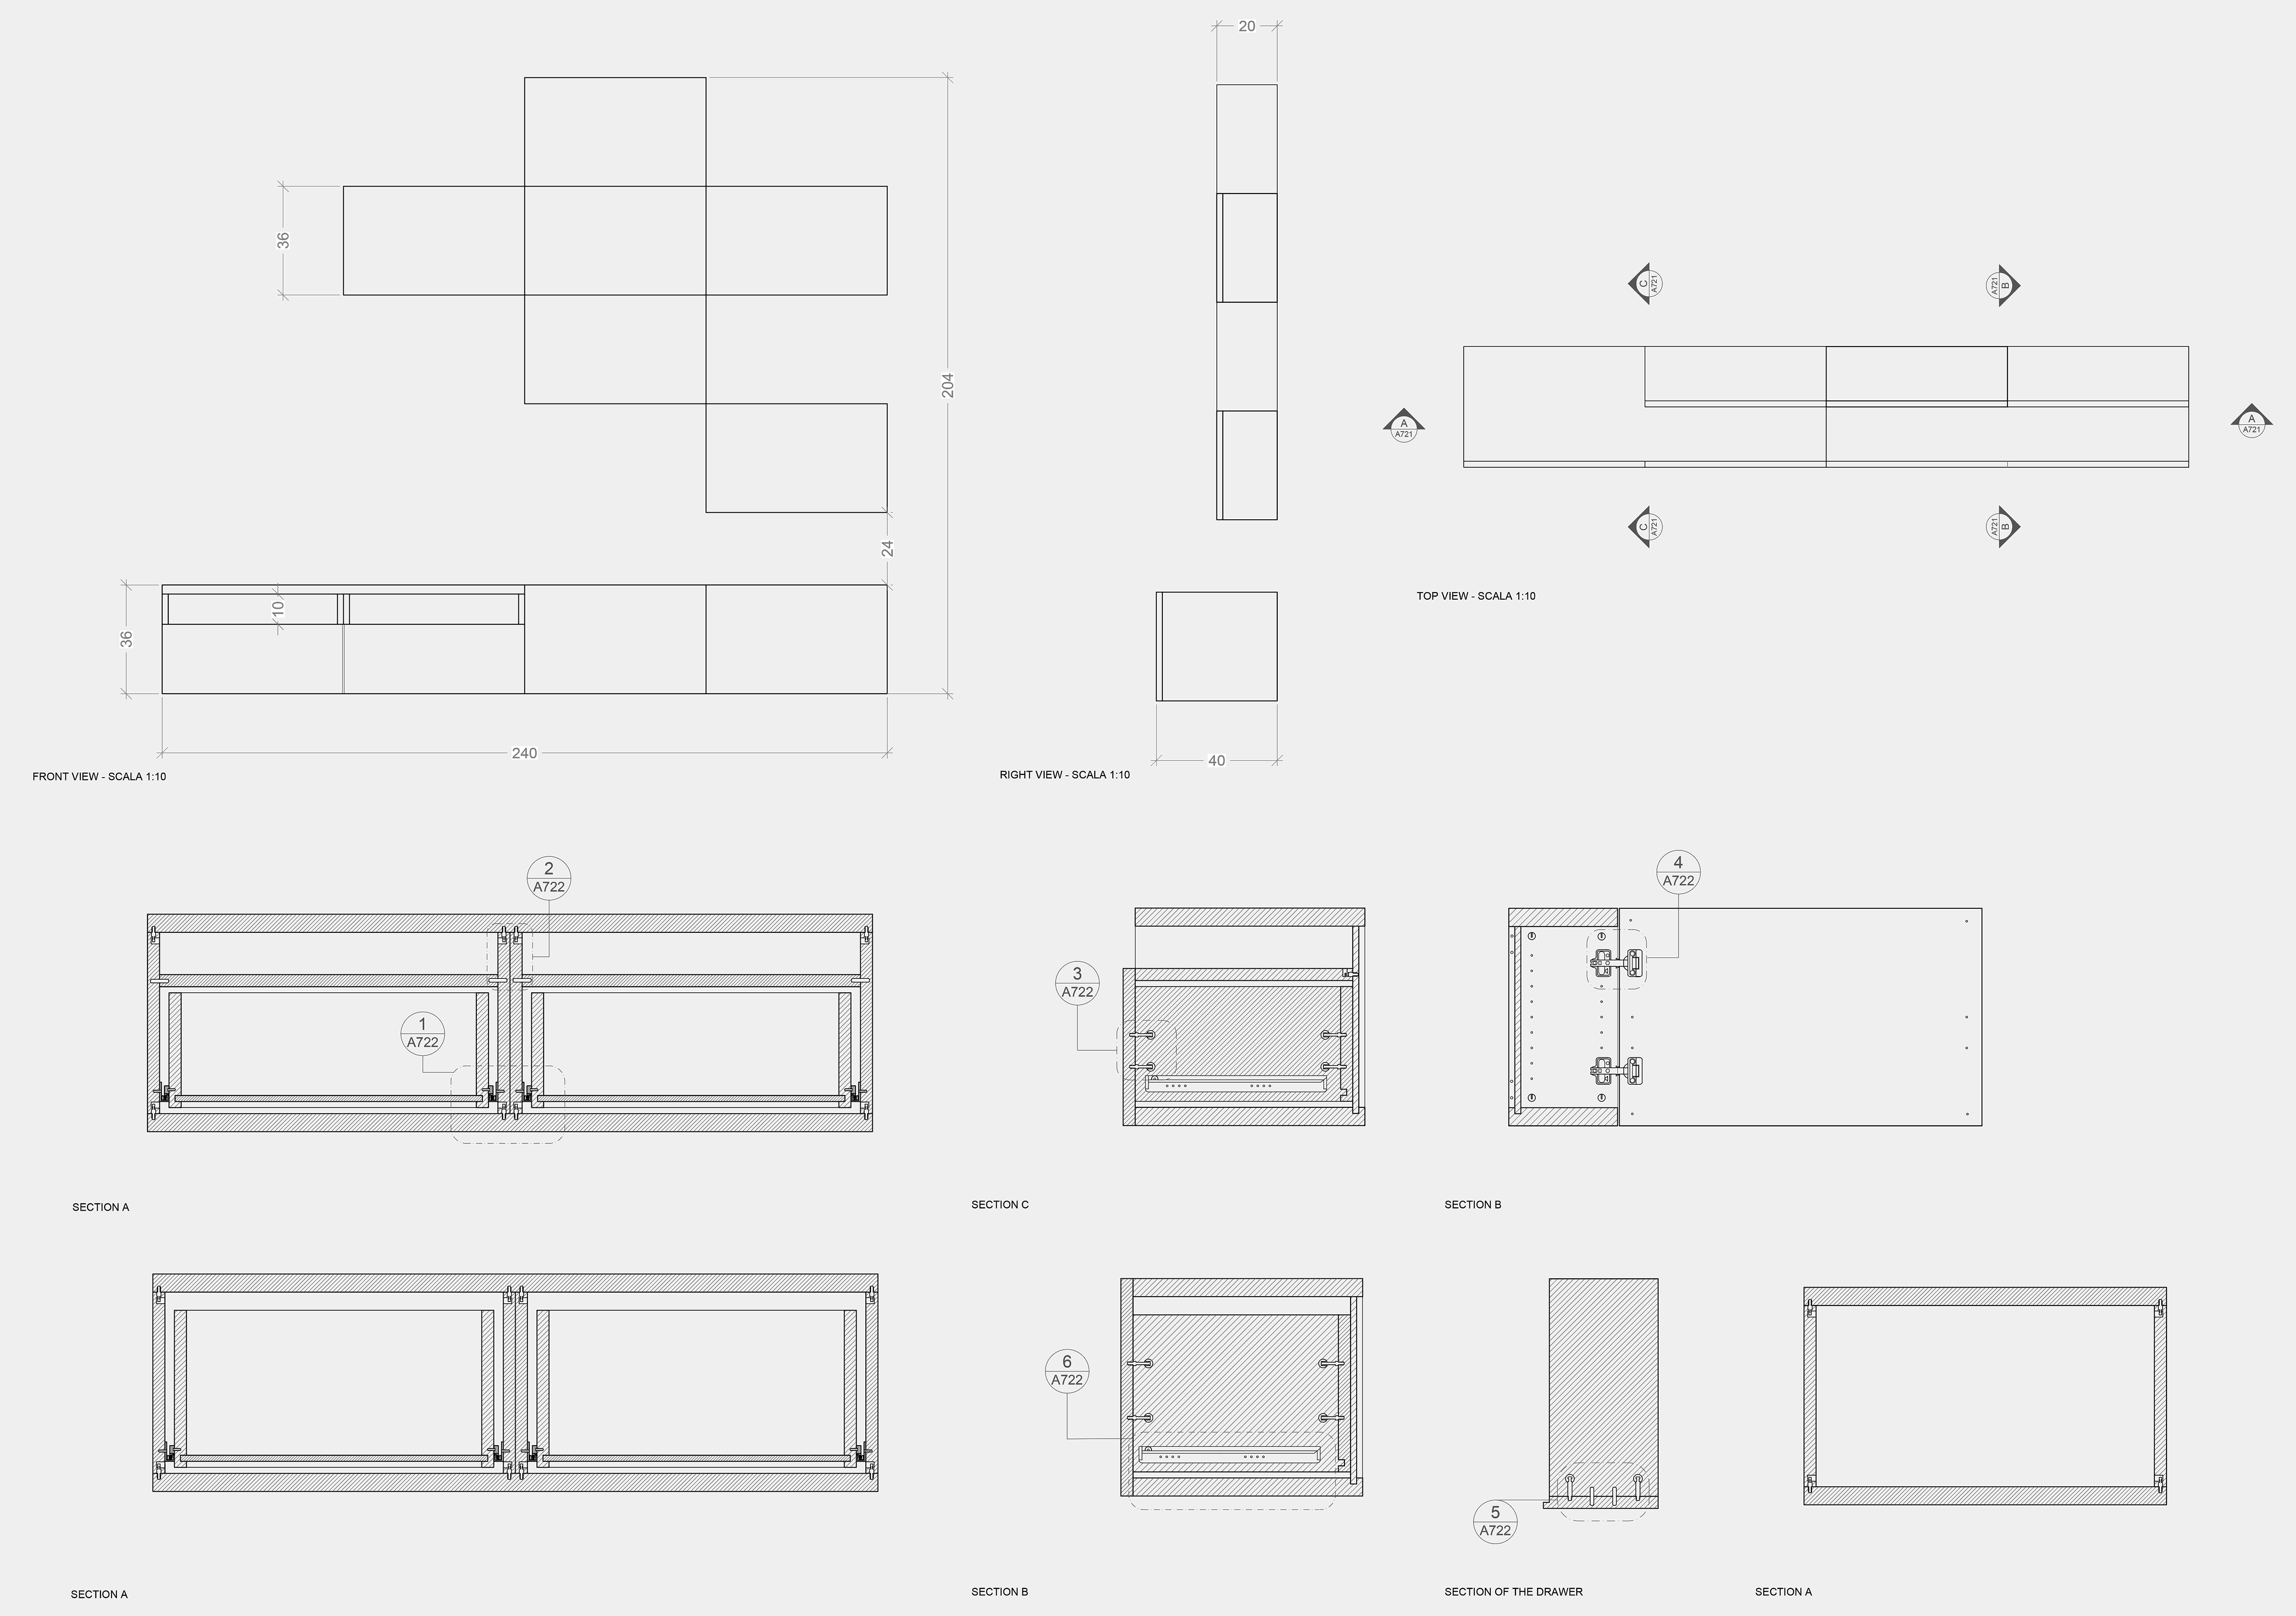 20
36
204
24
36
10
240
40
FRONT VIEW - SCALA 1:10
RIGHT VIEW - SCALA 1:10
C
A721
A721
B
A
A721
A
A721
C
A721
A721
B
TOP VIEW - SCALA 1:10
2
A722
1
A722
3
A722
4
A722
SECTION A
SECTION C
SECTION B
6
A722
5
A722
SECTION A
SECTION B
SECTION OF THE DRAWER
SECTION A